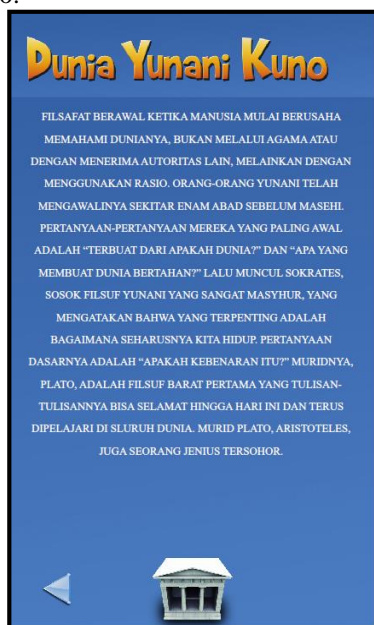 Dunia Yunani Kuno
FILSAFAT BERAWAL KETIKA MANUSIA MULAI BERUSAHA
MEMAHAMI DUNIANYA, BUKAN MELALUI AGAMA ATAU
DENGAN MENERIMA AUTORITAS LAIN, MELAINKAN DENGAN
MENGGUNAKAN RASIO. ORANG-ORANG YUNANI TELAH
MENGAWALINYA SEKITAR ENAM ABAD SEBELUM MASEHI.
PERTANYAAN-PERTANYAAN MEREKA YANG PALING AWAL
ADALAH “TERBUAT DARI APAKAH DUNIA?” DAN “APA YANG
MEMBUAT DUNIA BERTAHAN?” LALU MUNCUL SOKRATES,
SOSOK FILSUF YUNANI YANG SANGAT MASYHUR, YANG
MENGATAKAN BAHWA YANG TERPENTING ADALAH
BAGAIMANA SEHARUSNYA KITA HIDUP. PERTANYAAN
DASARNYA ADALAH “APAKAH KEBENARAN ITU?” MURIDNYA,
PLATO, ADALAH FILSUF BARAT PERTAMA YANG TULISAN-
TULISANNYA BISA SELAMAT HINGGA HARI INI DAN TERUS
DIPELAJARI DI SLURUH DUNIA. MURID PLATO, ARISTOTELES,
JUGA SEORANG JENIUS TERSOHOR.